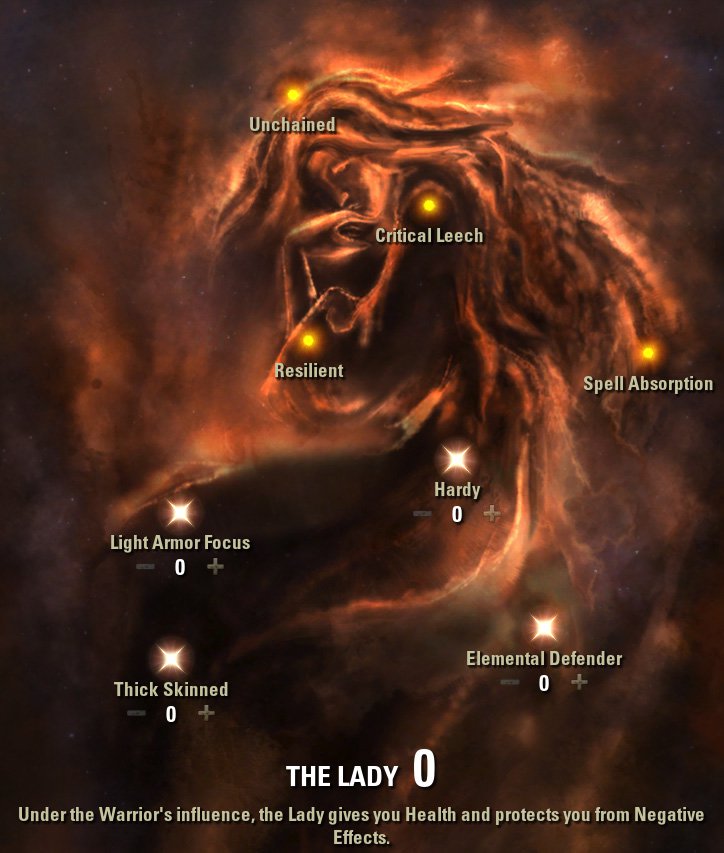 Unchained
Critical Leech
Resilient
Spell Absorption
Hardy
- 0 +
Light Armor Focus
- 0 +
Elemental Defender
- 0 +
Thick Skinned
- 0 +
THE LADY 0
Under the Warrior's influence, the Lady gives you Health and protects you from Negative
Effects.